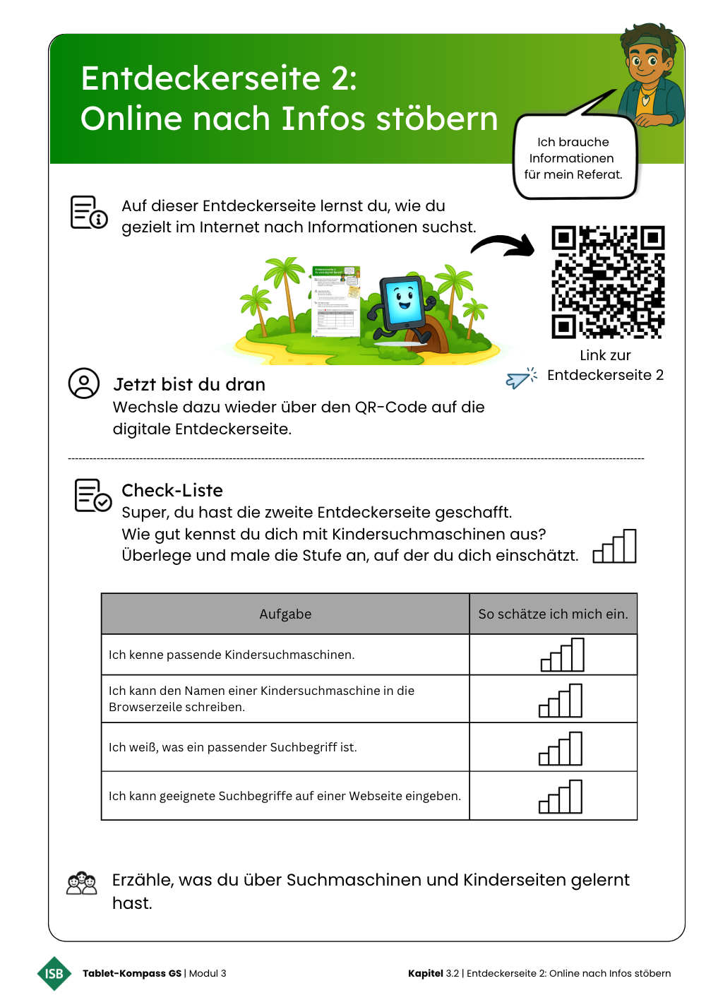 Entdeckerseite 2:
Online nach Infos stöbern
Ich brauche
Informationen
für mein Referat.
Auf dieser Entdeckerseite lernst du, wie du
gezielt im Internet nach Informationen suchst.
Link zur
Entdeckerseite 2
Jetzt bist du dran
Wechsle dazu wieder über den QR-Code auf die
digitale Entdeckerseite.
Check-Liste
Super, du hast die zweite Entdeckerseite geschafft.
Wie gut kennst du dich mit Kindersuchmaschinen aus?
Überlege und male die Stufe an, auf der du dich einschätzt.
Aufgabe
So schätze ich mich ein.
Ich kenne passende Kindersuchmaschinen.
Ich kann den Namen einer Kindersuchmaschine in die
Browserzeile schreiben.
Ich weiß, was ein passender Suchbegriff ist.
Ich kann geeignete Suchbegriffe auf einer Webseite eingeben.
Erzähle, was du über Suchmaschinen und Kinderseiten gelernt
hast.
ISB
Tablet-Kompass GS | Modul 3
Kapitel 3.2 | Entdeckerseite 2: Online nach Infos stöbern